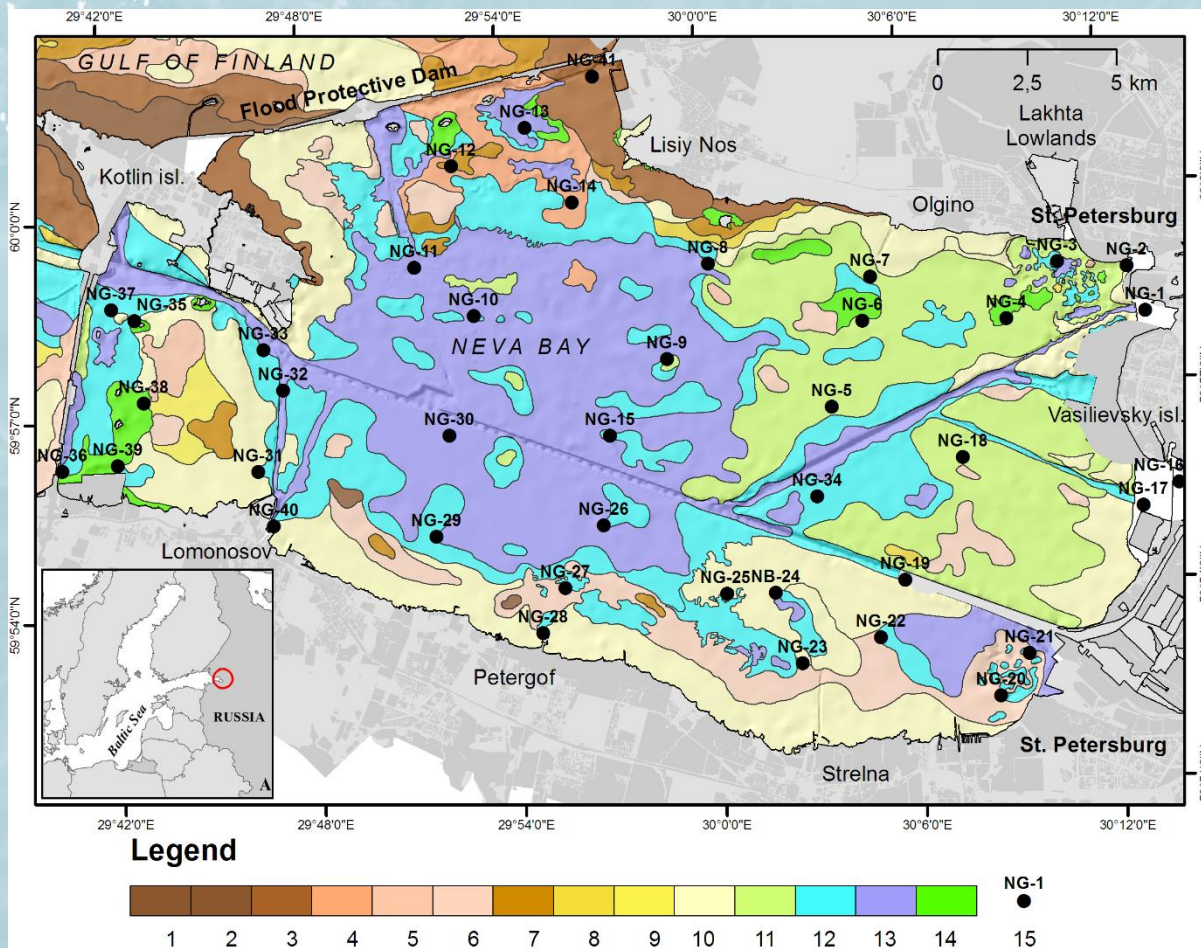 29°42'0"E 29°48'0"E 29°54'0"E 30°0'0"E 30°6'0"E 30°12'0"E
GULF OF FINLAND
Flood Protective Dam
NG-41
0 2,5 5 km
Lakhta
Lowlands
NG-13
Lisiy Nos
NG-12
Kotlin isl.
NG-14
Olgino
St. Petersburg
60°0'0"N
NG-11
NG-8
NG-7
NG-3
NG-2
NG-37
NG-35
NG-10
NG-6
NG-4
NG-1
NG-33
NEVA BAY
NG-9
NG-32
NG-38
NG-5
Vasilievsky isl.
59°57'0"N
NG-30
NG-15
NG-18
NG-36
NG-39
NG-31
NG-34
NG-16
NG-17
NG-40
NG-29
NG-26
Lomonosov
NG-27
NG-25
NB-24
NG-19
59°54'0"N
NG-28
NG-23
NG-22
NG-21
NG-20
Petergof
St. Petersburg
Strelna
Baltic Sea
RUSSIA
A
29°42'0"E 29°48'0"E 29°54'0"E 30°0'0"E 30°6'0"E 30°12'0"E
Legend
NG-1
1 2 3 4 5 6 7 8 9 10 11 12 13 14 15